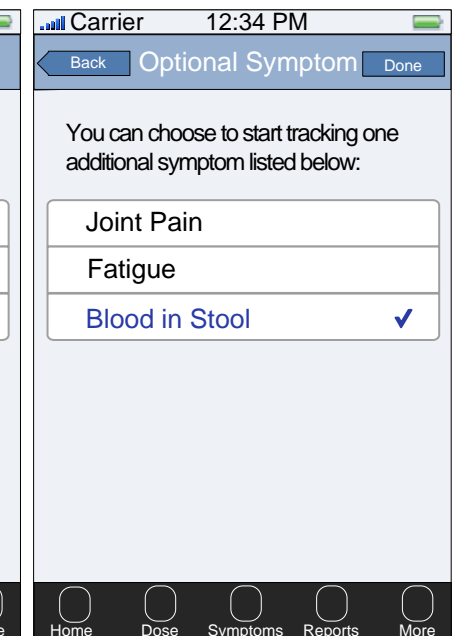 Carrier 12:34 PM
Back Optional Symptom Done
You can choose to start tracking one
additional symptom listed below:
Joint Pain
Fatigue
Blood in Stool ✓
Home Dose Symptoms Reports More